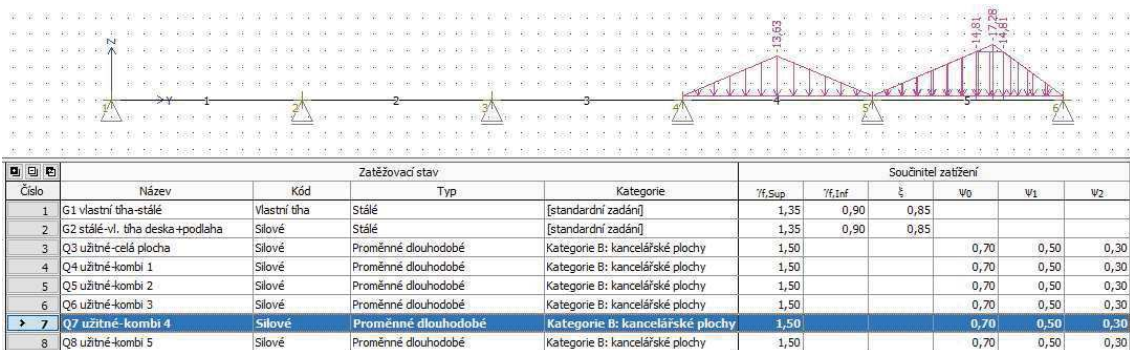 -13,63
-14,81
-17,28
-14,81
Z
Y
1 2 3 4 5
1 2 3 4 5 6
Zatěžovací stav Součinitel zatížení
Číslo Název Kód Typ Kategorie γf,Sup γf,Inf ξ ψ0 ψ1 ψ2
1 G1 vlastní tíha-stálé Vlastní tíha Stálé [standardní zadání] 1,35 0,90 0,85
2 G2 stálé-vl. tíha deska+podlaha Silové Stálé [standardní zadání] 1,35 0,90 0,85
3 Q3 užitné-celá plocha Silové Proměnné dlouhodobé Kategorie B: kancelářské plochy 1,50 0,70 0,50 0,30
4 Q4 užitné-kombi 1 Silové Proměnné dlouhodobé Kategorie B: kancelářské plochy 1,50 0,70 0,50 0,30
5 Q5 užitné-kombi 2 Silové Proměnné dlouhodobé Kategorie B: kancelářské plochy 1,50 0,70 0,50 0,30
6 Q6 užitné-kombi 3 Silové Proměnné dlouhodobé Kategorie B: kancelářské plochy 1,50 0,70 0,50 0,30
> 7 Q7 užitné-kombi 4 Silové Proměnné dlouhodobé Kategorie B: kancelářské plochy 1,50 0,70 0,50 0,30
8 Q8 užitné-kombi 5 Silové Proměnné dlouhodobé Kategorie B: kancelářské plochy 1,50 0,70 0,50 0,30